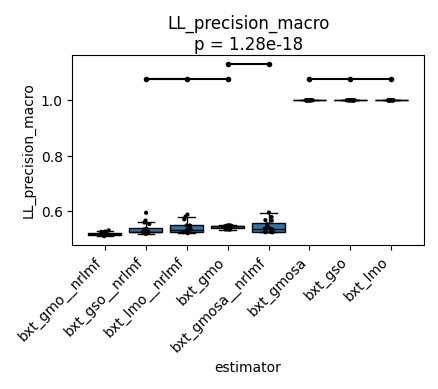 LL_precision_macro
p = 1.28e-18
LL_precision_macro
1.0
0.8
0.6
bxt_gmo__nrlmf
bxt_gso__nrlmf
bxt_lmo__nrlmf
bxt_gmo
bxt_gmosa__nrlmf
bxt_gmosa
bxt_gso
bxt_lmo
estimator